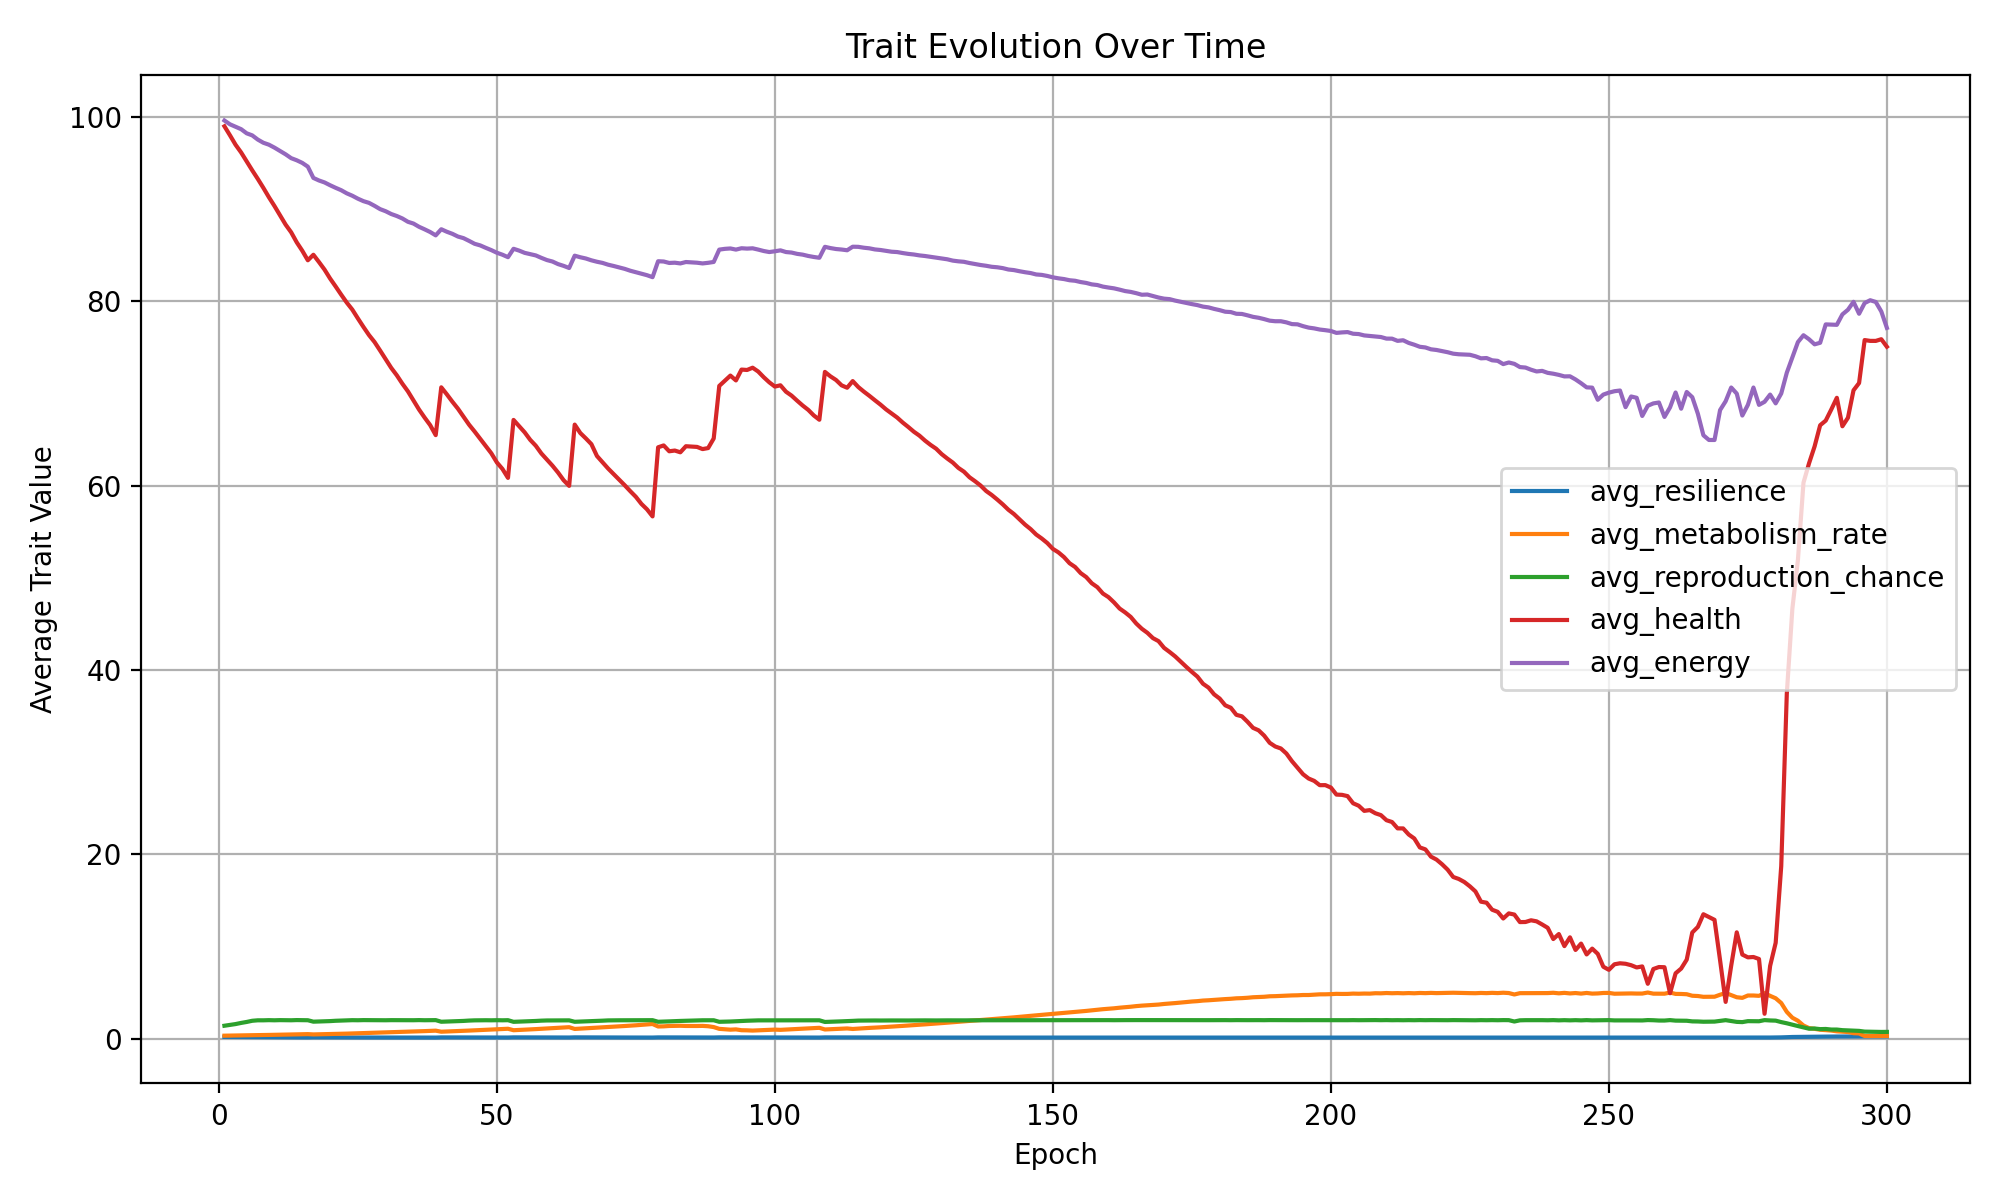 Trait Evolution Over Time
Average Trait Value
100
80
60
40
20
0
avg_resilience
avg_metabolism_rate
avg_reproduction_chance
avg_health
avg_energy
0 50 100 150 200 250 300
Epoch